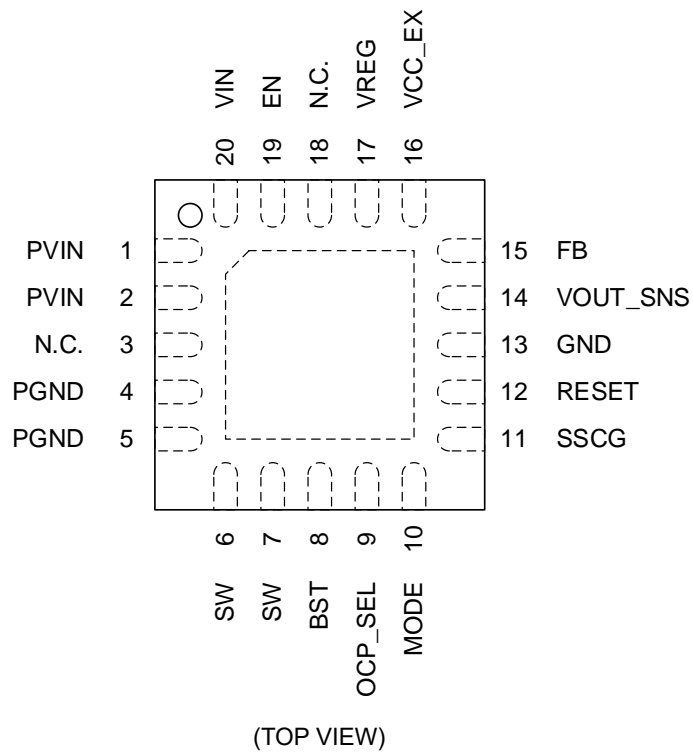 VIN
EN
N.C.
VREG
VCC_EX
20
19
18
17
16
PVIN 1
PVIN 2
N.C. 3
PGND 4
PGND 5
15 FB
14 VOUT_SNS
13 GND
12 RESET
11 SSCG
6
7
8
9
10
SW
SW
BST
OCP_SEL
MODE
(TOP VIEW)